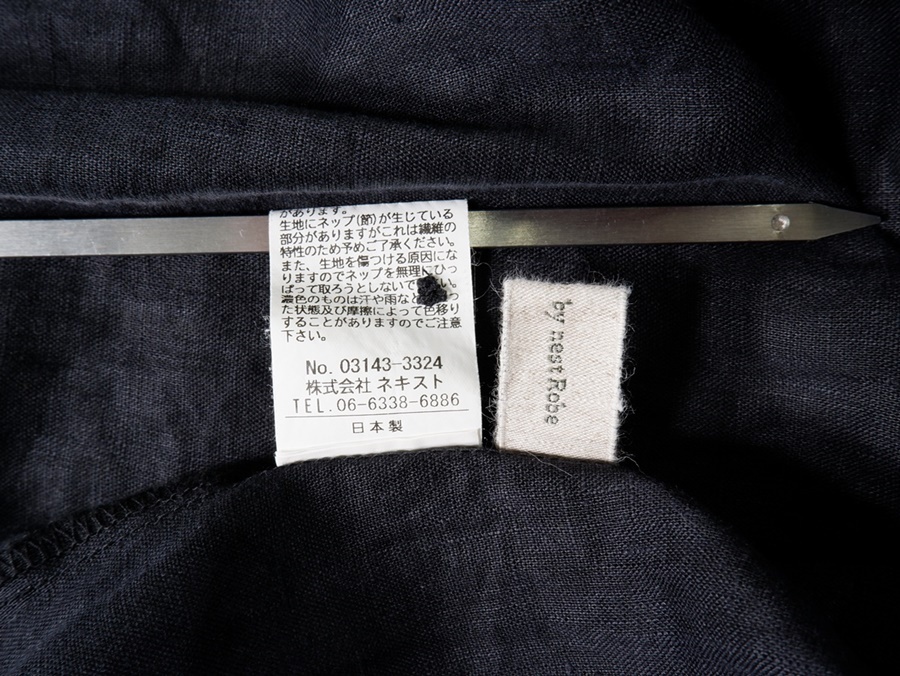 があります。
生地にネップ(節)が生じている
部分がありますがこれは繊維の
特性のため予めご了承ください。
また、生地を傷つける原因にな
りますのでネップを無理にひっ
ぱって取ろうとしないで
濃色のものは汗や雨など
た状態及び摩擦によって色移り
することがありますのでご注意
下さい。
No. 03143-3324
株式会社 ネキスト
TEL.06-6338-6886
日本製
by nest Robe